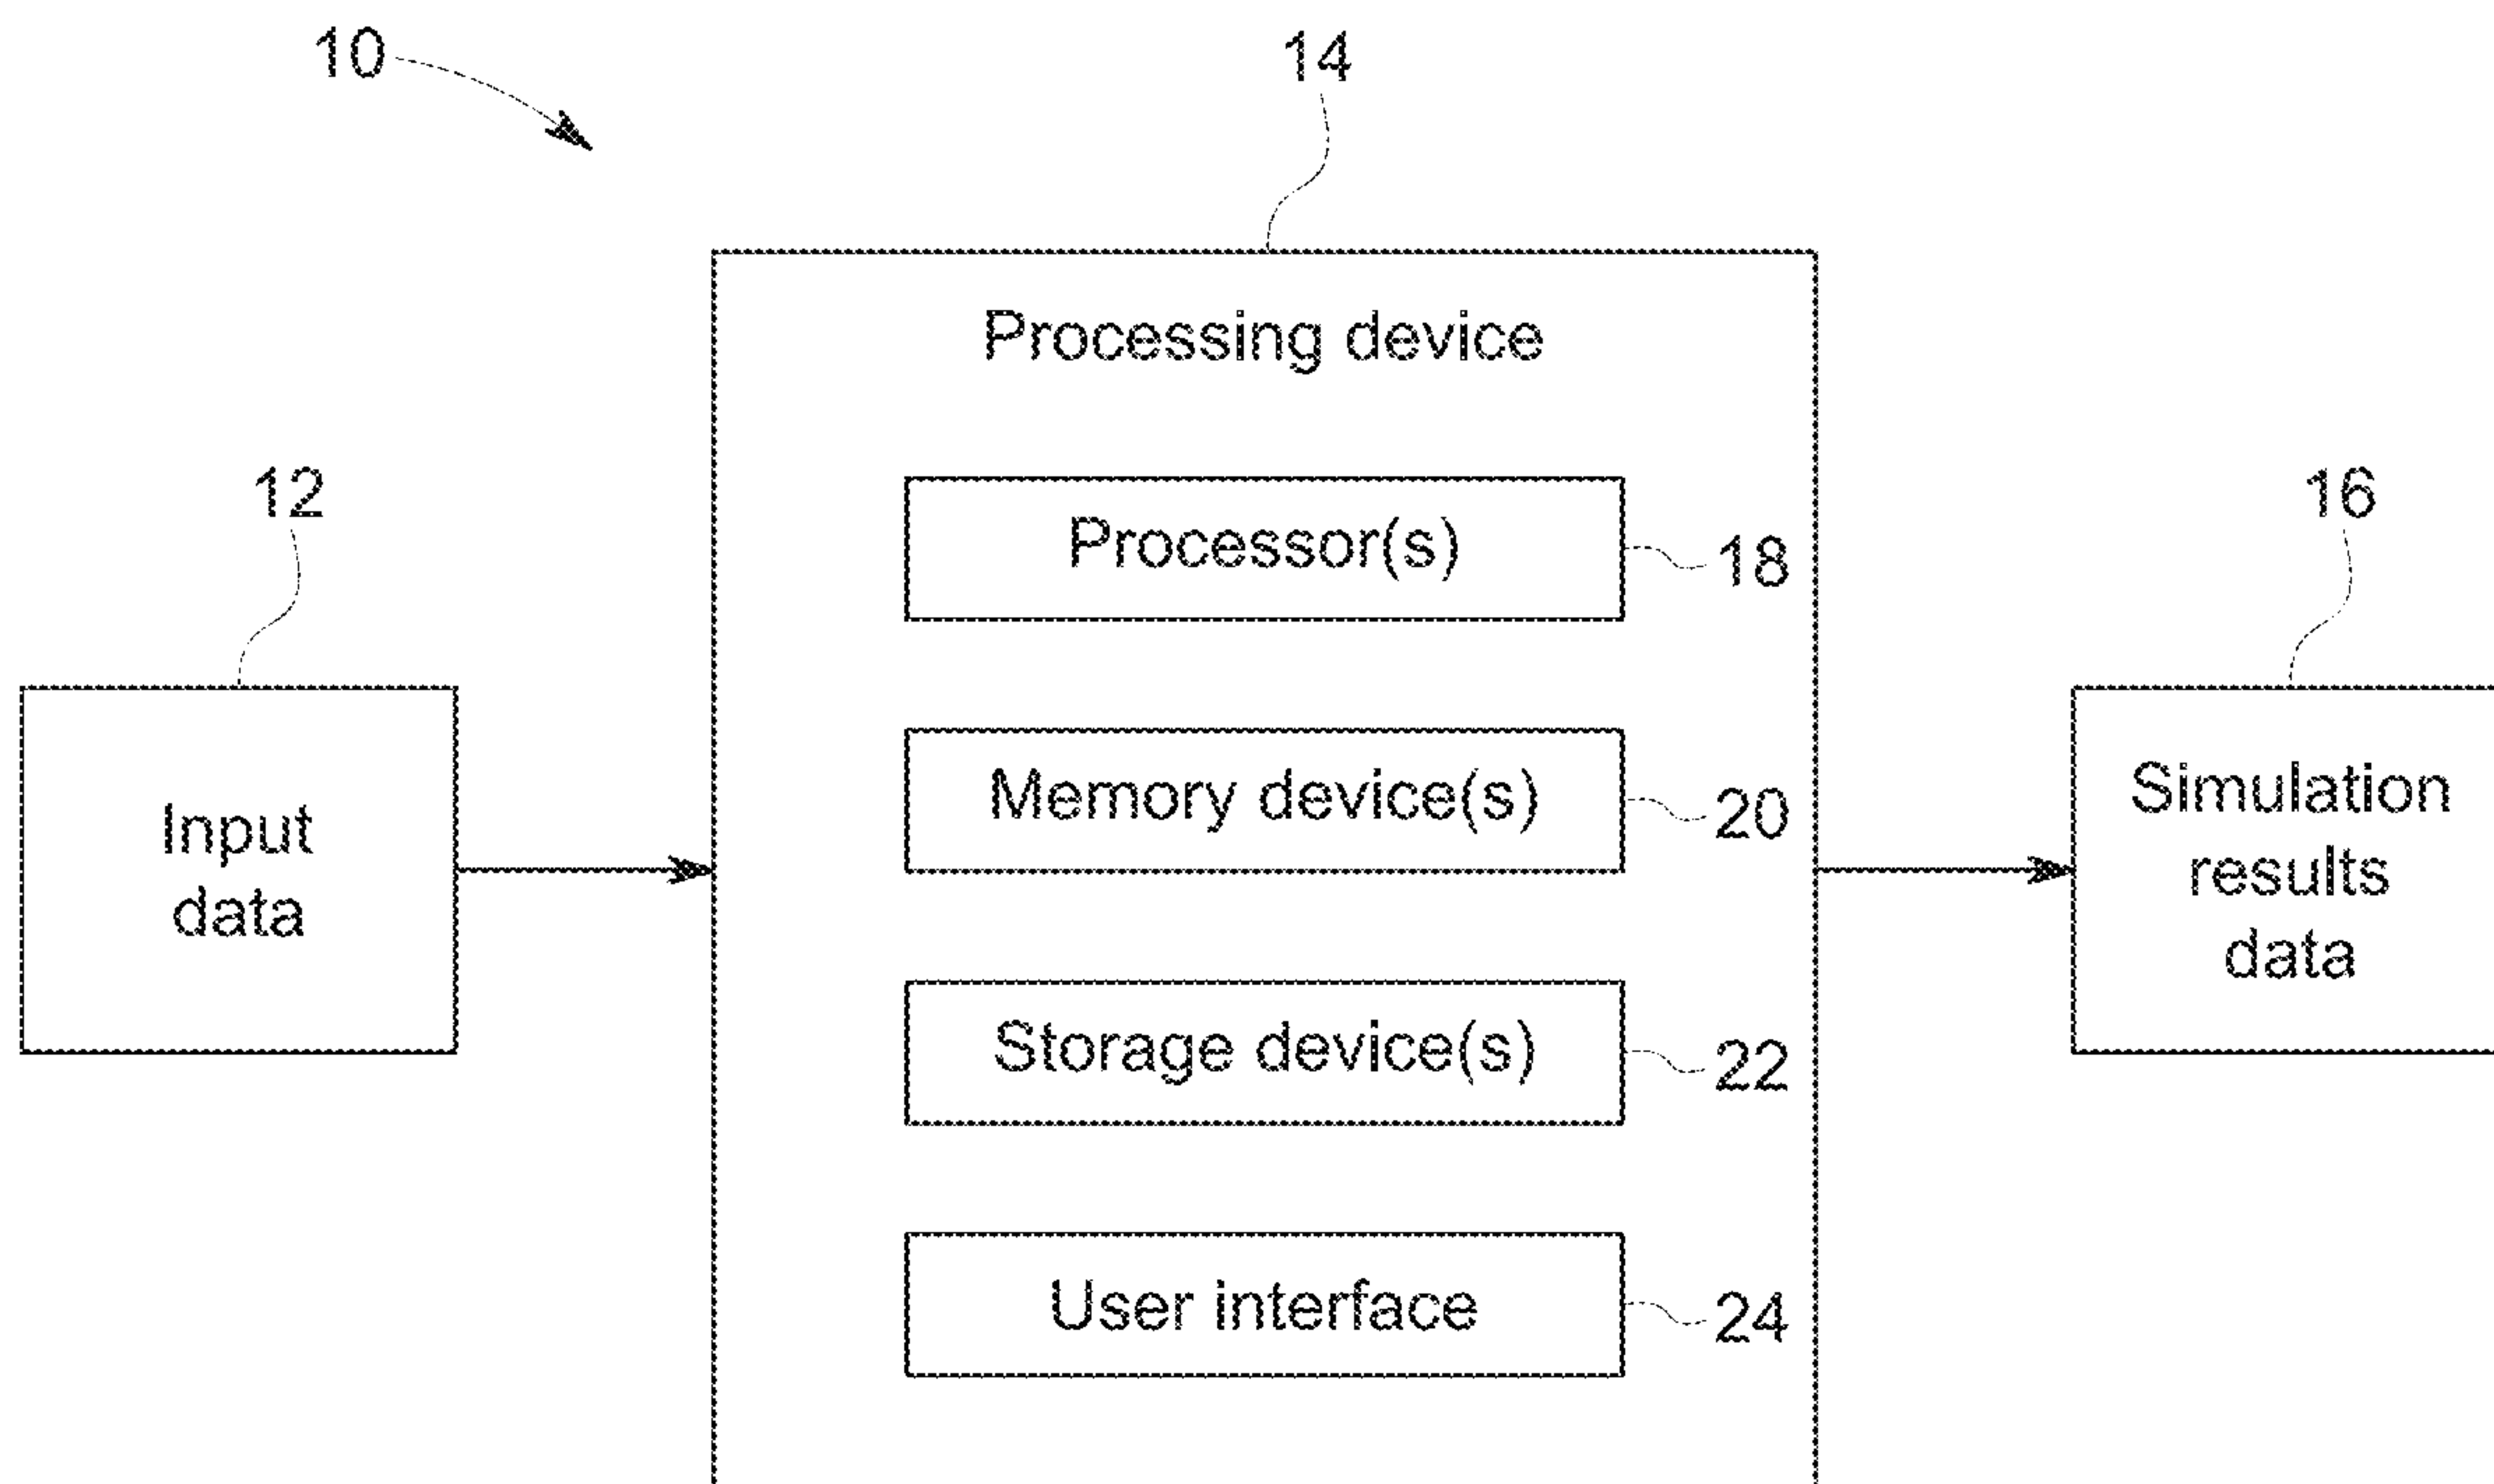 10
14
Processing device
12
16
Processor(s)
18
Memory device(s)
20
Input
data
Simulation
results
data
Storage device(s)
22
User interface
24